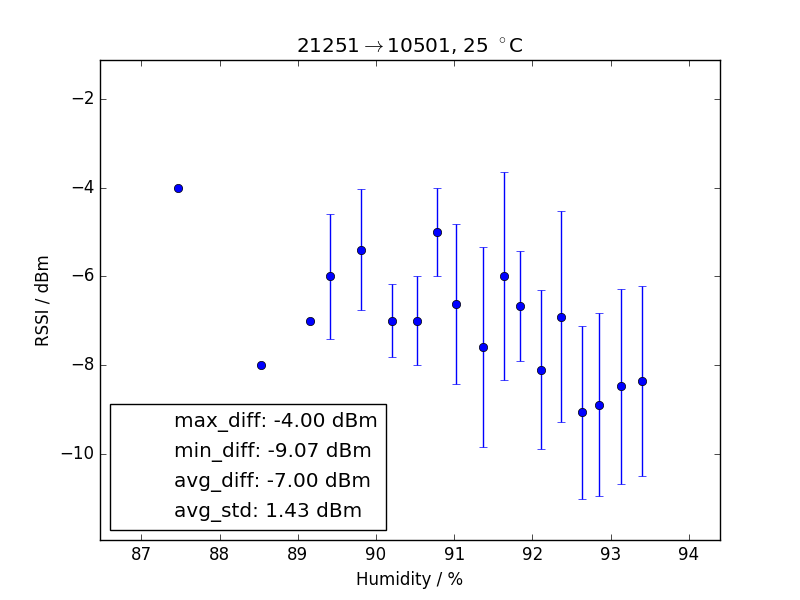 21251→10501, 25 °C
RSSI / dBm
−2
−4
−6
−8
−10
max_diff: -4.00 dBm
min_diff: -9.07 dBm
avg_diff: -7.00 dBm
avg_std: 1.43 dBm
87 88 89 90 91 92 93 94
Humidity / %